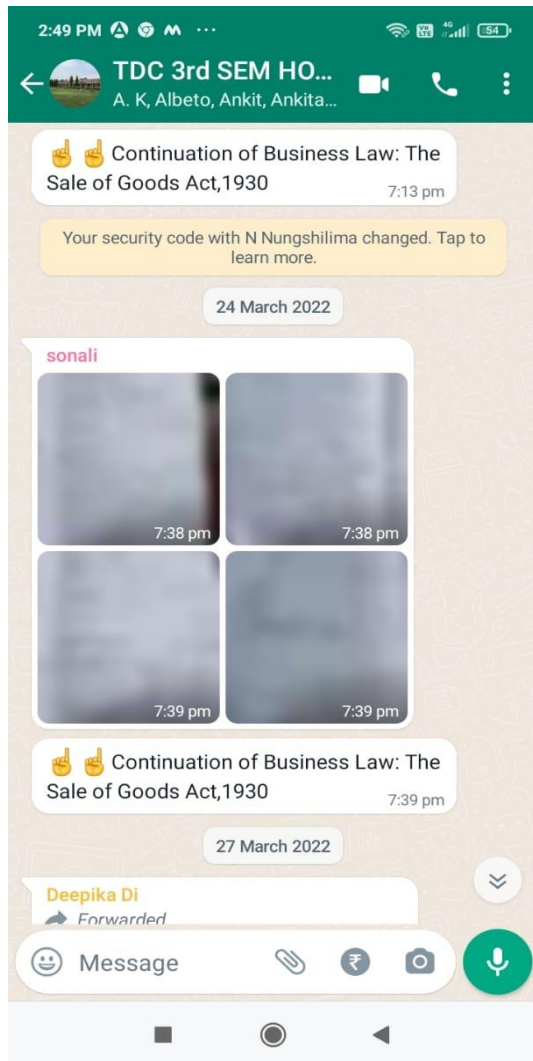 2:49 PM
Vo
4G
54
TDC 3rd SEM HO...
A. K, Albeto, Ankit, Ankita...
☝️ ☝️ Continuation of Business Law: The
Sale of Goods Act,1930
7:13 pm
Your security code with N Nungshilima changed. Tap to
learn more.
24 March 2022
sonali
7:38 pm 7:38 pm
7:39 pm 7:39 pm
☝️ ☝️ Continuation of Business Law: The
Sale of Goods Act,1930
7:39 pm
27 March 2022
Deepika Di
Forwarded
Message
₹